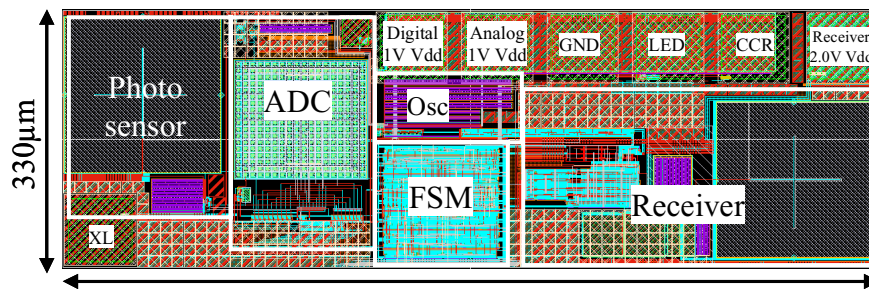 330μm
Photo
sensor
ADC
Digital
1V Vdd
Analog
1V Vdd
GND
LED
CCR
Receiver
2.0V Vdd
Osc
FSM
Receiver
XL